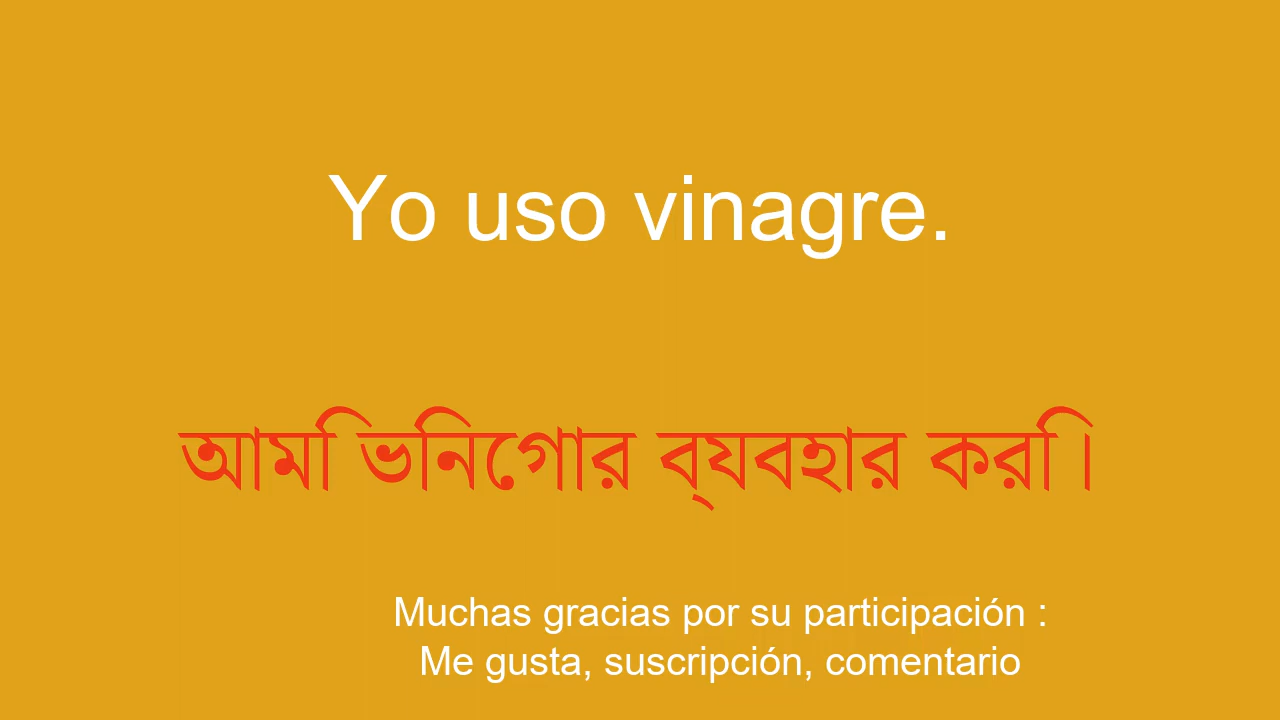 Yo uso vinagre.
আমি ভিনেগার ব্যবহার করি।
Muchas gracias por su participación :
Me gusta, suscripción, comentario